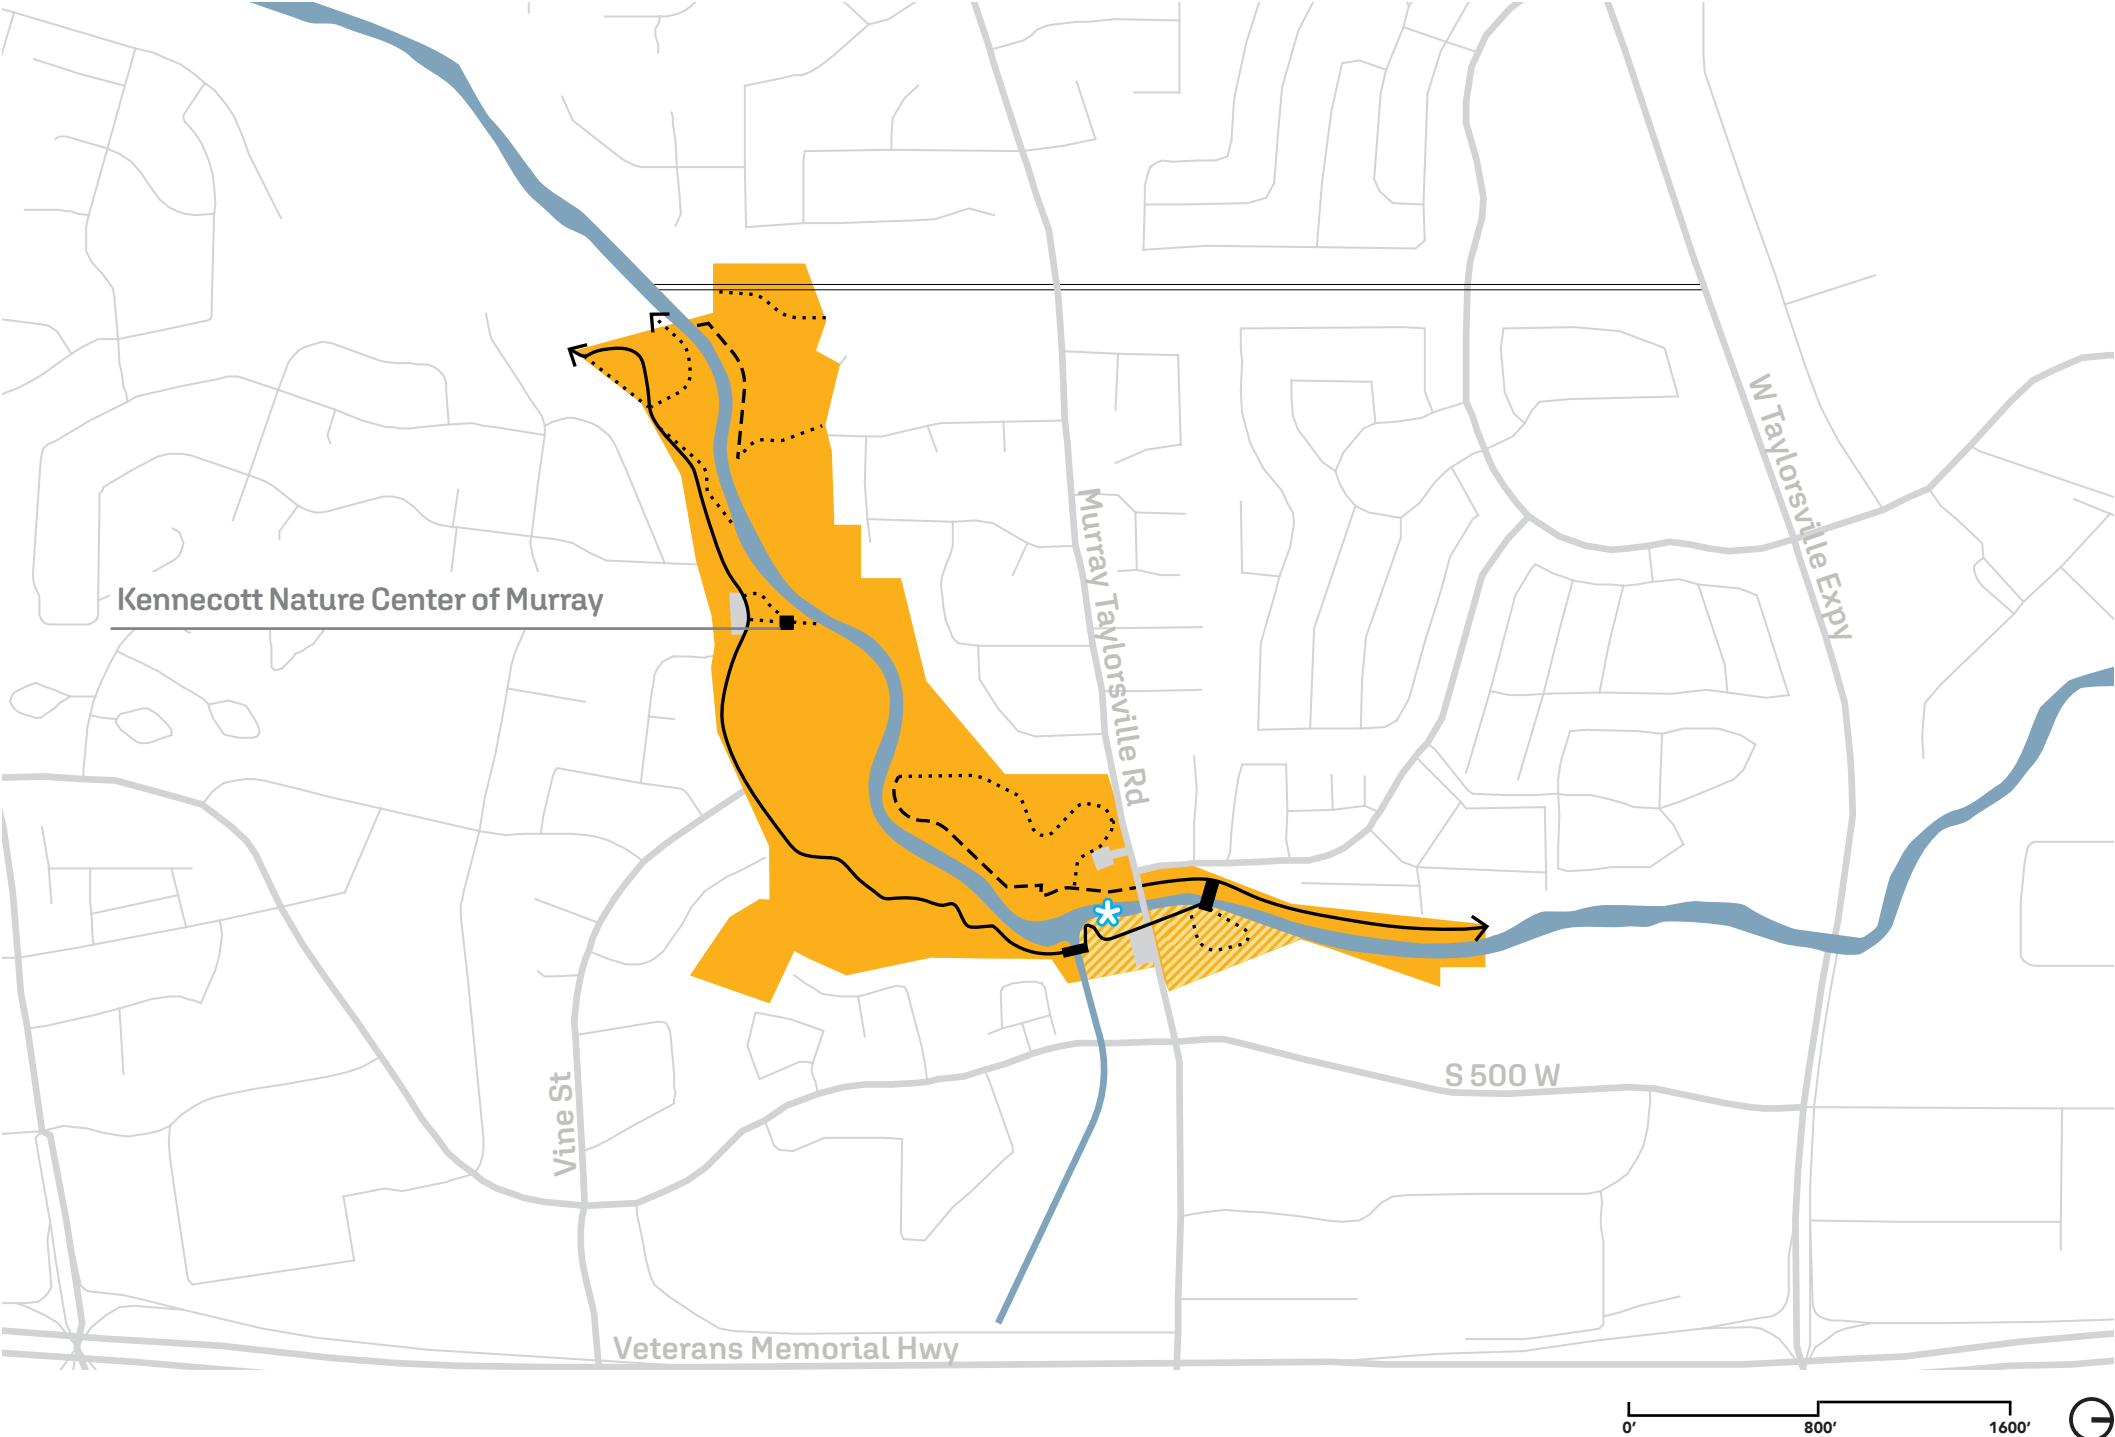 W Taylorsville Expy
Murray Taylorsville Rd
Kennecott Nature Center of Murray
S 500 W
Vine St
Veterans Memorial Hwy
0' 800' 1600'